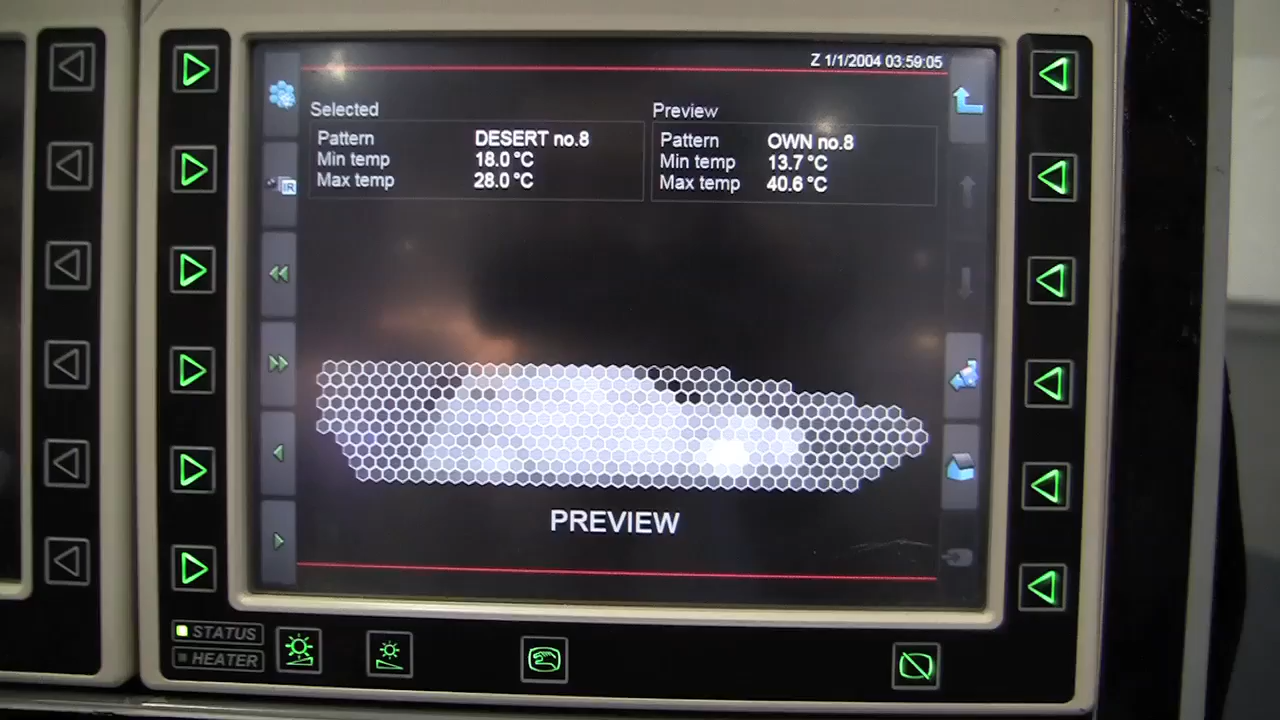 Z 1/1/2004 03:59:05
Selected
Pattern DESERT no.8
Min temp 18.0 °C
Max temp 28.0 °C
Preview
Pattern OWN no.8
Min temp 13.7 °C
Max temp 40.6 °C
IR
PREVIEW
STATUS
HEATER